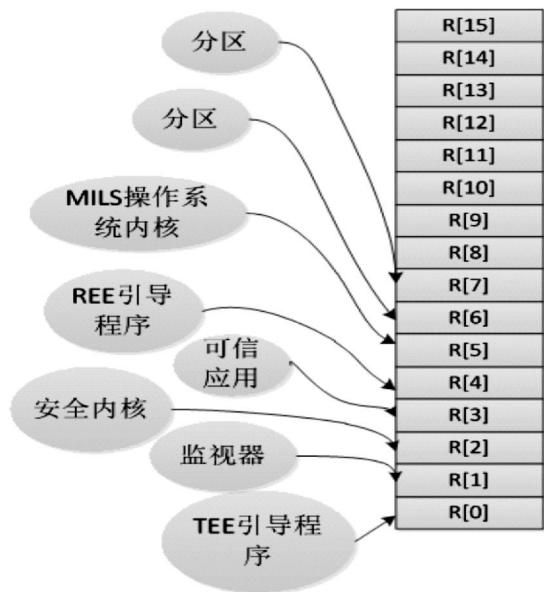 分区
分区
MILS操作系
统内核
REE引导
程序
可信
应用
安全内核
监视器
TEE引导程
序
R[15]
R[14]
R[13]
R[12]
R[11]
R[10]
R[9]
R[8]
R[7]
R[6]
R[5]
R[4]
R[3]
R[2]
R[1]
R[0]